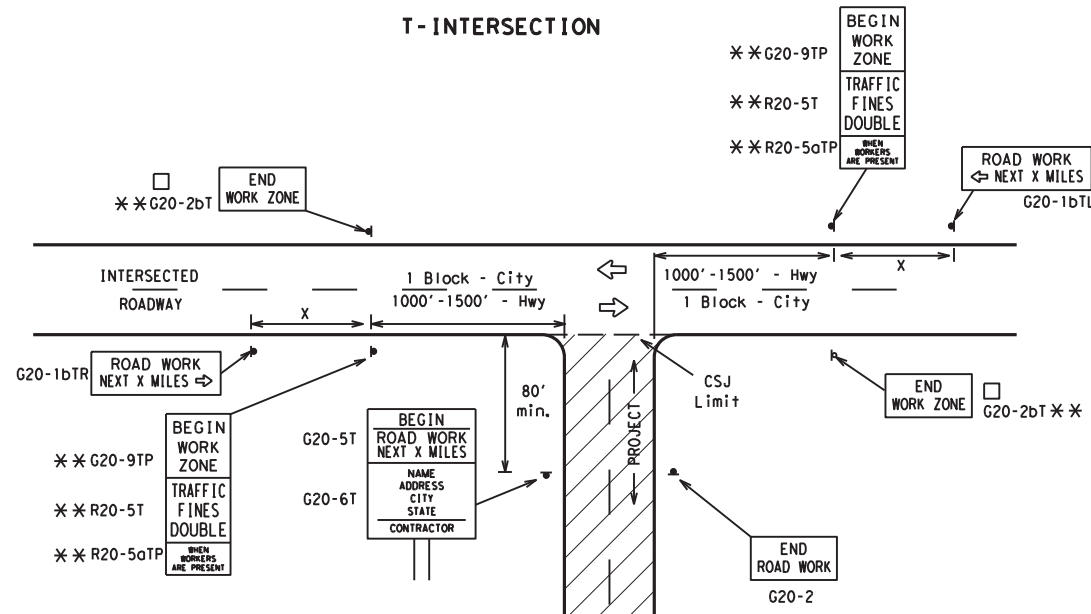 T-INTERSECTION
BEGIN
WORK
ZONE
TRAFFIC
FINES
DOUBLE
WHEN
WORKERS
ARE PRESENT
**G20-9TP
**R20-5T
**R20-5aTP
ROAD WORK
⇦ NEXT X MILES
G20-1bTL
□
**G20-2bT
END
WORK ZONE
INTERSECTED
ROADWAY
1 Block - City
1000'-1500' - Hwy
X
1000'-1500' - Hwy
1 Block - City
X
G20-1bTR
ROAD WORK
NEXT X MILES ⇨
80'
min.
CSJ
Limit
PROJECT
END
WORK ZONE
□
G20-2bT**
**G20-9TP
**R20-5T
**R20-5aTP
BEGIN
WORK
ZONE
TRAFFIC
FINES
DOUBLE
WHEN
WORKERS
ARE PRESENT
G20-5T
G20-6T
BEGIN
ROAD WORK
NEXT X MILES
NAME
ADDRESS
CITY
STATE
CONTRACTOR
END
ROAD WORK
G20-2